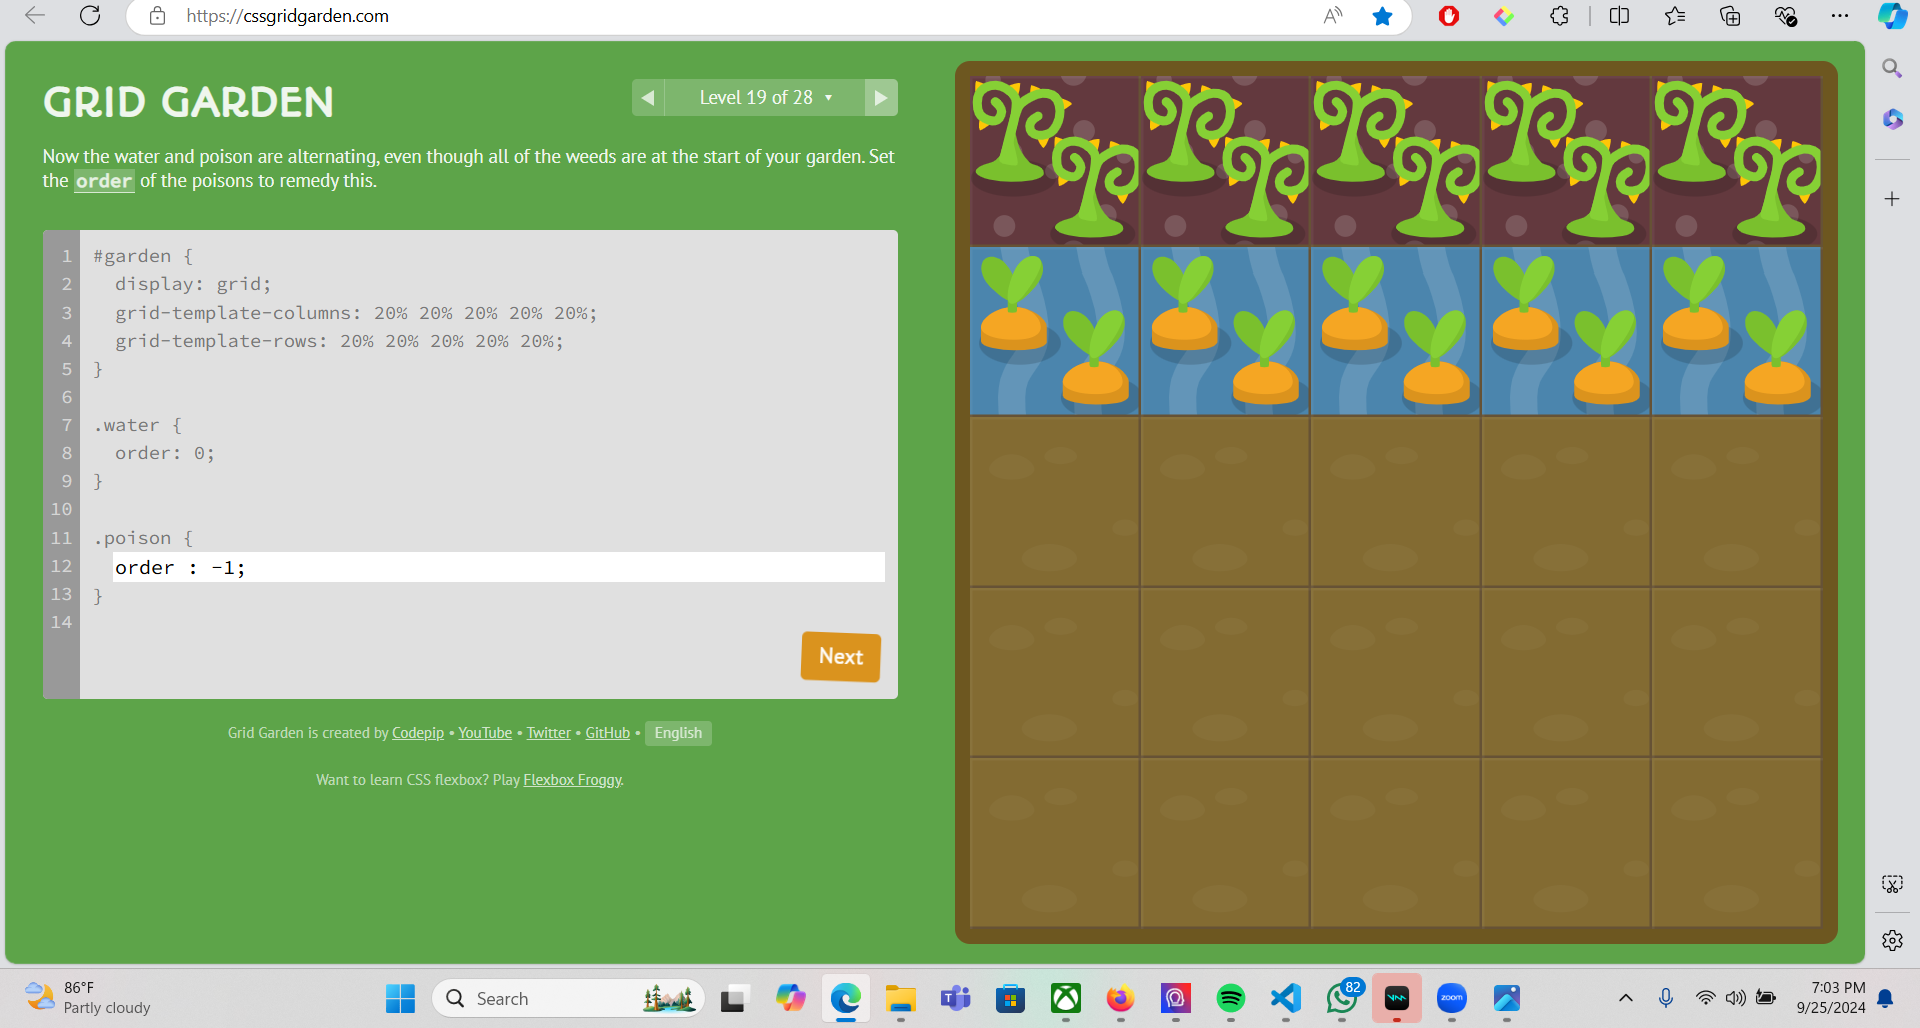 https://cssgridgarden.com
GRID GARDEN
Level 19 of 28
Now the water and poison are alternating, even though all of the weeds are at the start of your garden. Set
the order of the poisons to remedy this.
1 #garden {
2 display: grid;
3 grid-template-columns: 20% 20% 20% 20% 20%;
4 grid-template-rows: 20% 20% 20% 20% 20%;
5 }
6
7 .water {
8 order: 0;
9 }
10
11 .poison {
12 order : -1;
13 }
14
Next
Grid Garden is created by Codepip • YouTube • Twitter • GitHub • English
Want to learn CSS flexbox? Play Flexbox Froggy.
86°F
Partly cloudy
Search
82
zoom
7:03 PM
9/25/2024